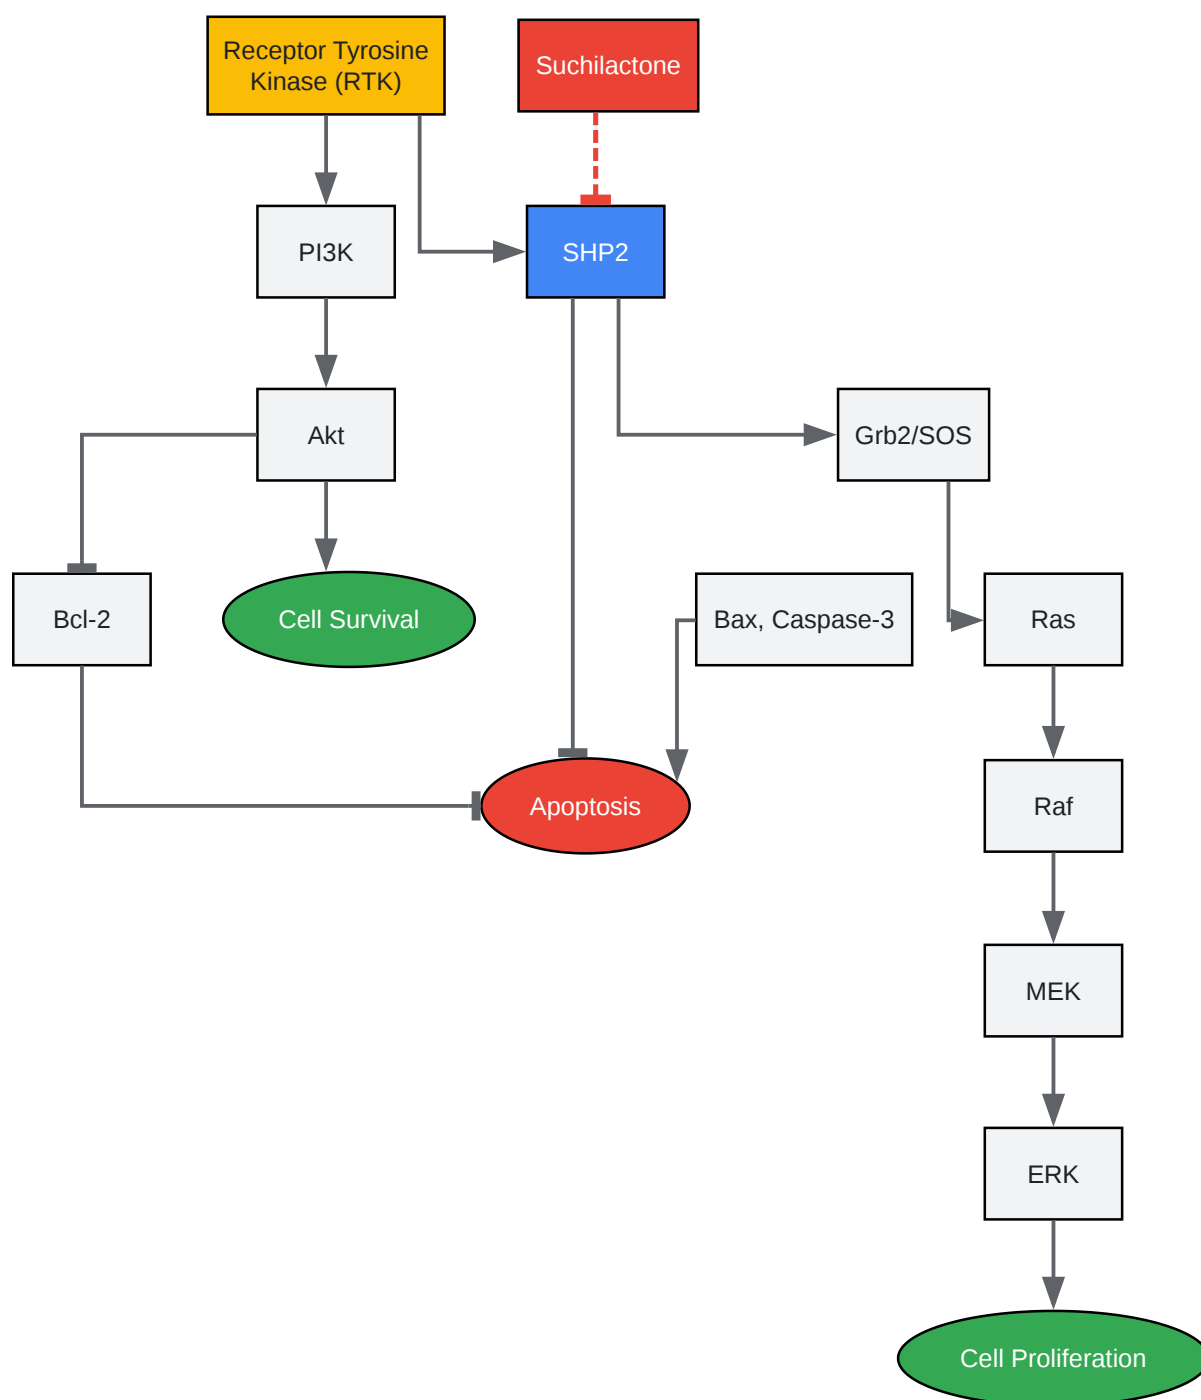 Receptor Tyrosine
Kinase (RTK)
Suchilactone
PI3K
SHP2
Akt
Grb2/SOS
Bcl-2
Cell Survival
Bax, Caspase-3
Ras
Apoptosis
Raf
MEK
ERK
Cell Proliferation